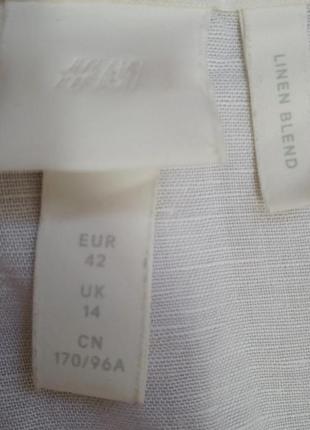 H&M
LINEN BLEND
EUR
42
UK
14
CN
170/96A